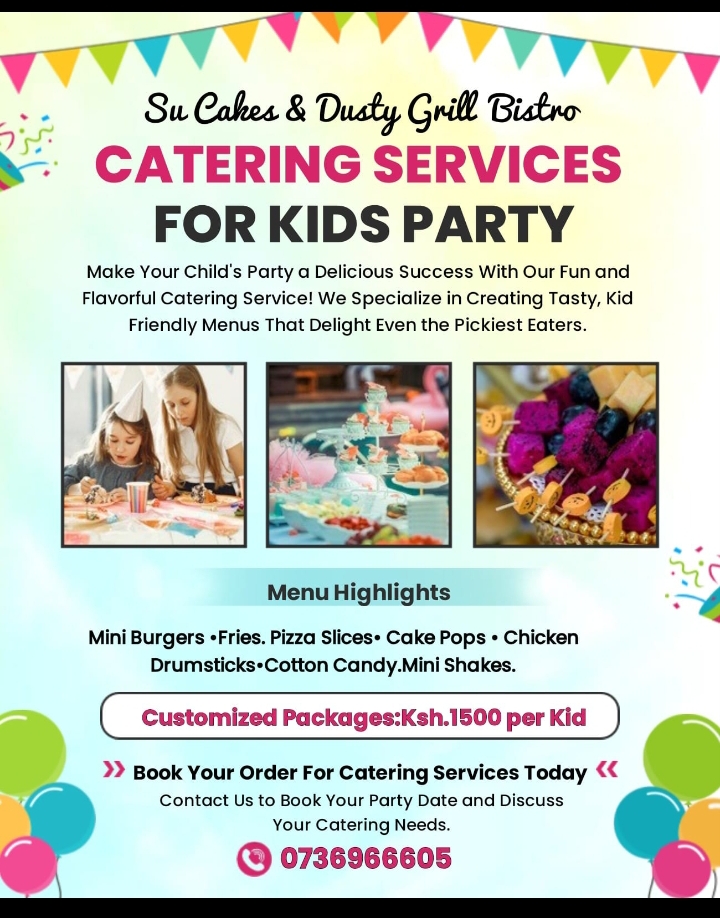 Su Cakes & Dusty Grill Bistro
CATERING SERVICES
FOR KIDS PARTY
Make Your Child's Party a Delicious Success With Our Fun and
Flavorful Catering Service! We Specialize in Creating Tasty, Kid
Friendly Menus That Delight Even the Pickiest Eaters.
Menu Highlights
Mini Burgers •Fries. Pizza Slices• Cake Pops • Chicken
Drumsticks•Cotton Candy.Mini Shakes.
Customized Packages:Ksh.1500 per Kid
» Book Your Order For Catering Services Today «
Contact Us to Book Your Party Date and Discuss
Your Catering Needs.
0736966605